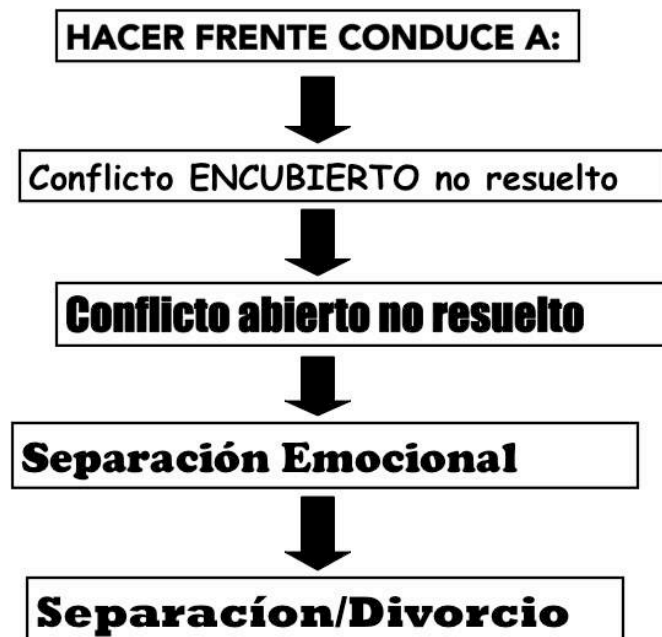 HACER FRENTE CONDUCE A:
Conflicto ENCUBIERTO no resuelto
Conflicto abierto no resuelto
Separación Emocional
Separacíon/Divorcio